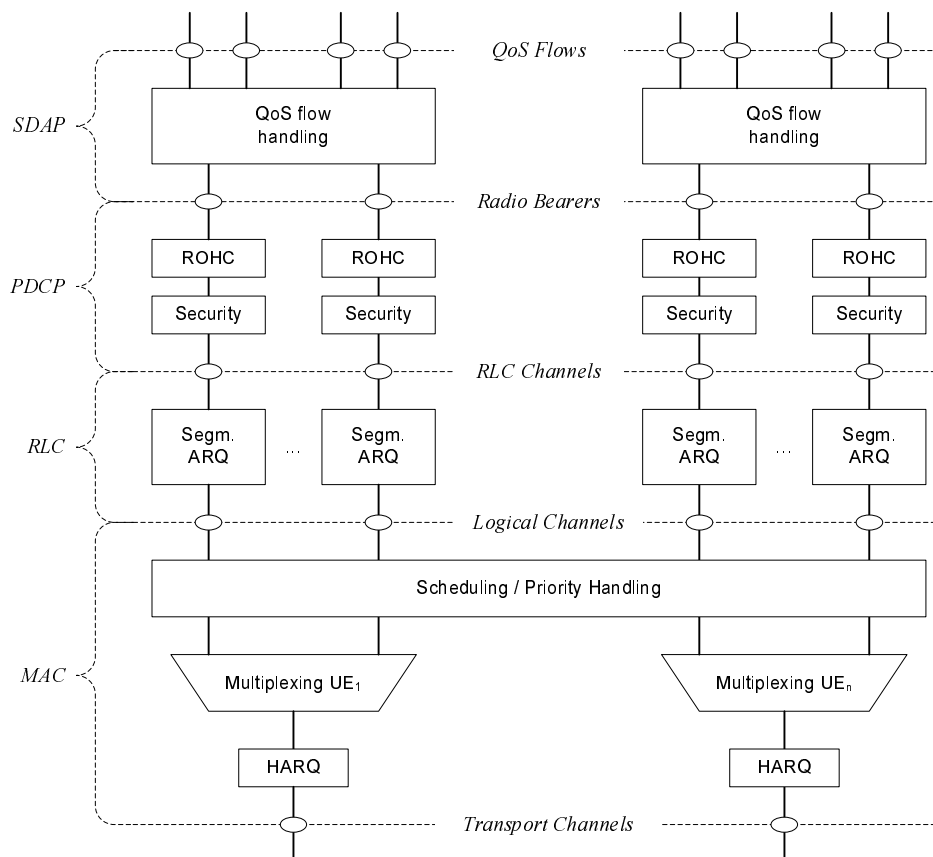 QoS Flows
SDAP
QoS flow
handling
QoS flow
handling
Radio Bearers
PDCP
ROHC
ROHC
ROHC
ROHC
Security
Security
Security
Security
RLC Channels
RLC
Segm.
ARQ
...
Segm.
ARQ
Segm.
ARQ
...
Segm.
ARQ
Logical Channels
MAC
Scheduling / Priority Handling
Multiplexing UE1
Multiplexing UEn
HARQ
HARQ
Transport Channels